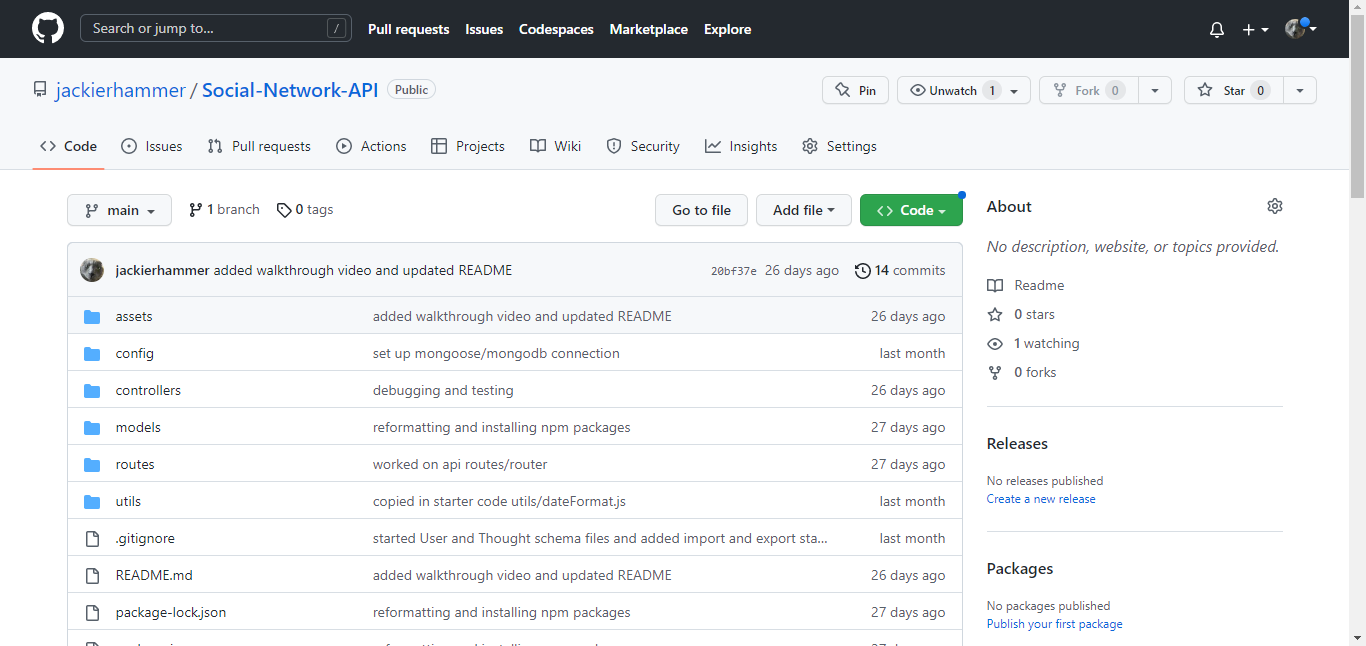 Search or jump to... / Pull requests Issues Codespaces Marketplace Explore
jackierhammer / Social-Network-API Public Pin Unwatch 1 Fork 0 Star 0
Code Issues Pull requests Actions Projects Wiki Security Insights Settings
main 1 branch 0 tags Go to file Add file Code
jackierhammer added walkthrough video and updated README 20bf37e 26 days ago 14 commits
assets added walkthrough video and updated README 26 days ago
config set up mongoose/mongodb connection last month
controllers debugging and testing 26 days ago
models reformatting and installing npm packages 27 days ago
routes worked on api routes/router 27 days ago
utils copied in starter code utils/dateFormat.js last month
.gitignore started User and Thought schema files and added import and export sta... last month
README.md added walkthrough video and updated README 26 days ago
package-lock.json reformatting and installing npm packages 27 days ago
About
No description, website, or topics provided.
Readme
0 stars
1 watching
0 forks
Releases
No releases published
Create a new release
Packages
No packages published
Publish your first package